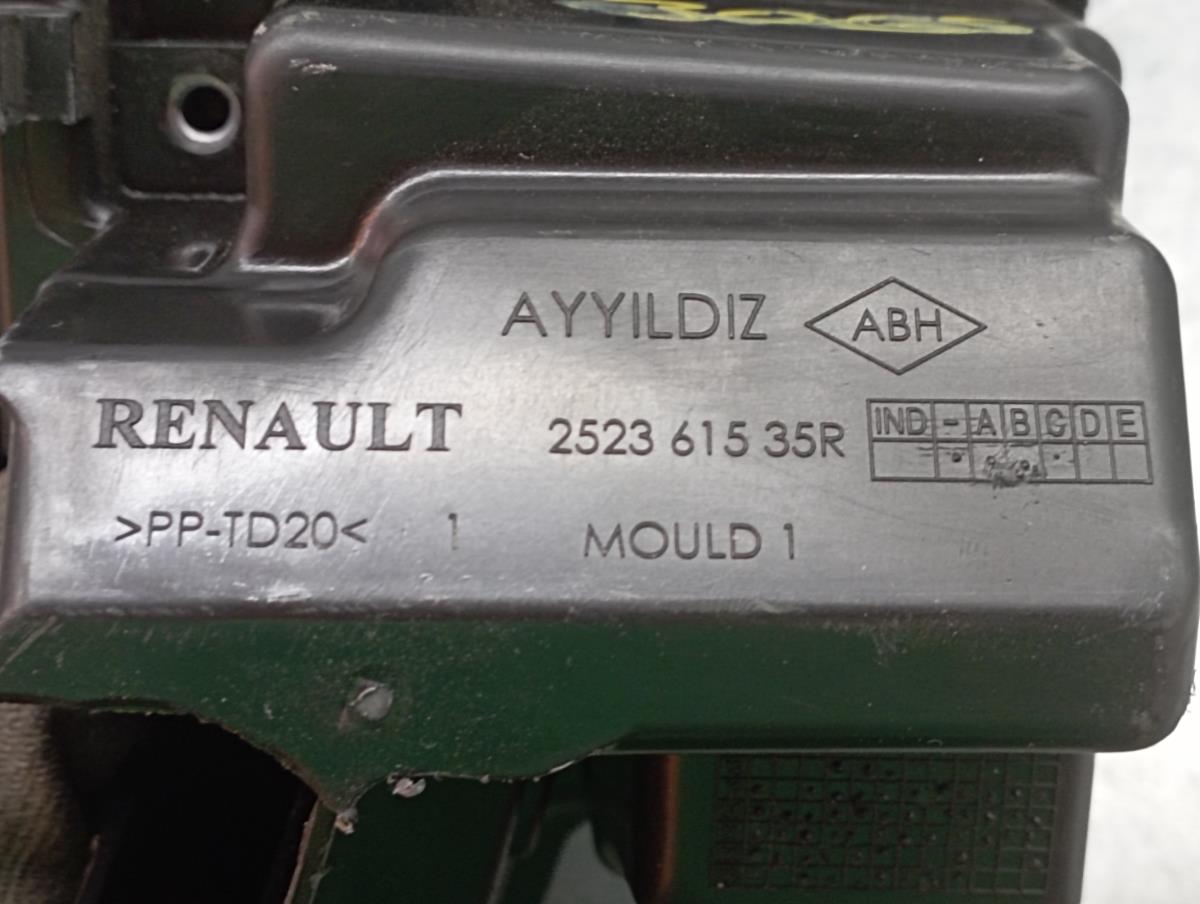 AYYILDIZ ABH
RENAULT 2523 615 35R IND - A B C D E
>PP-TD20< 1 MOULD 1